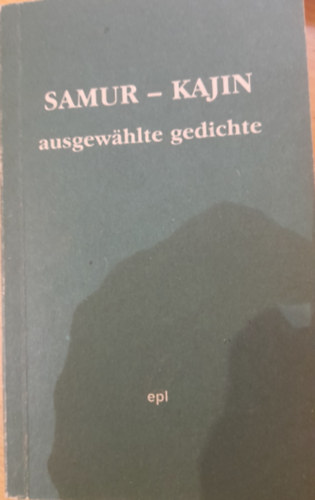 SAMUR – KAJIN
ausgewählte gedichte
epl